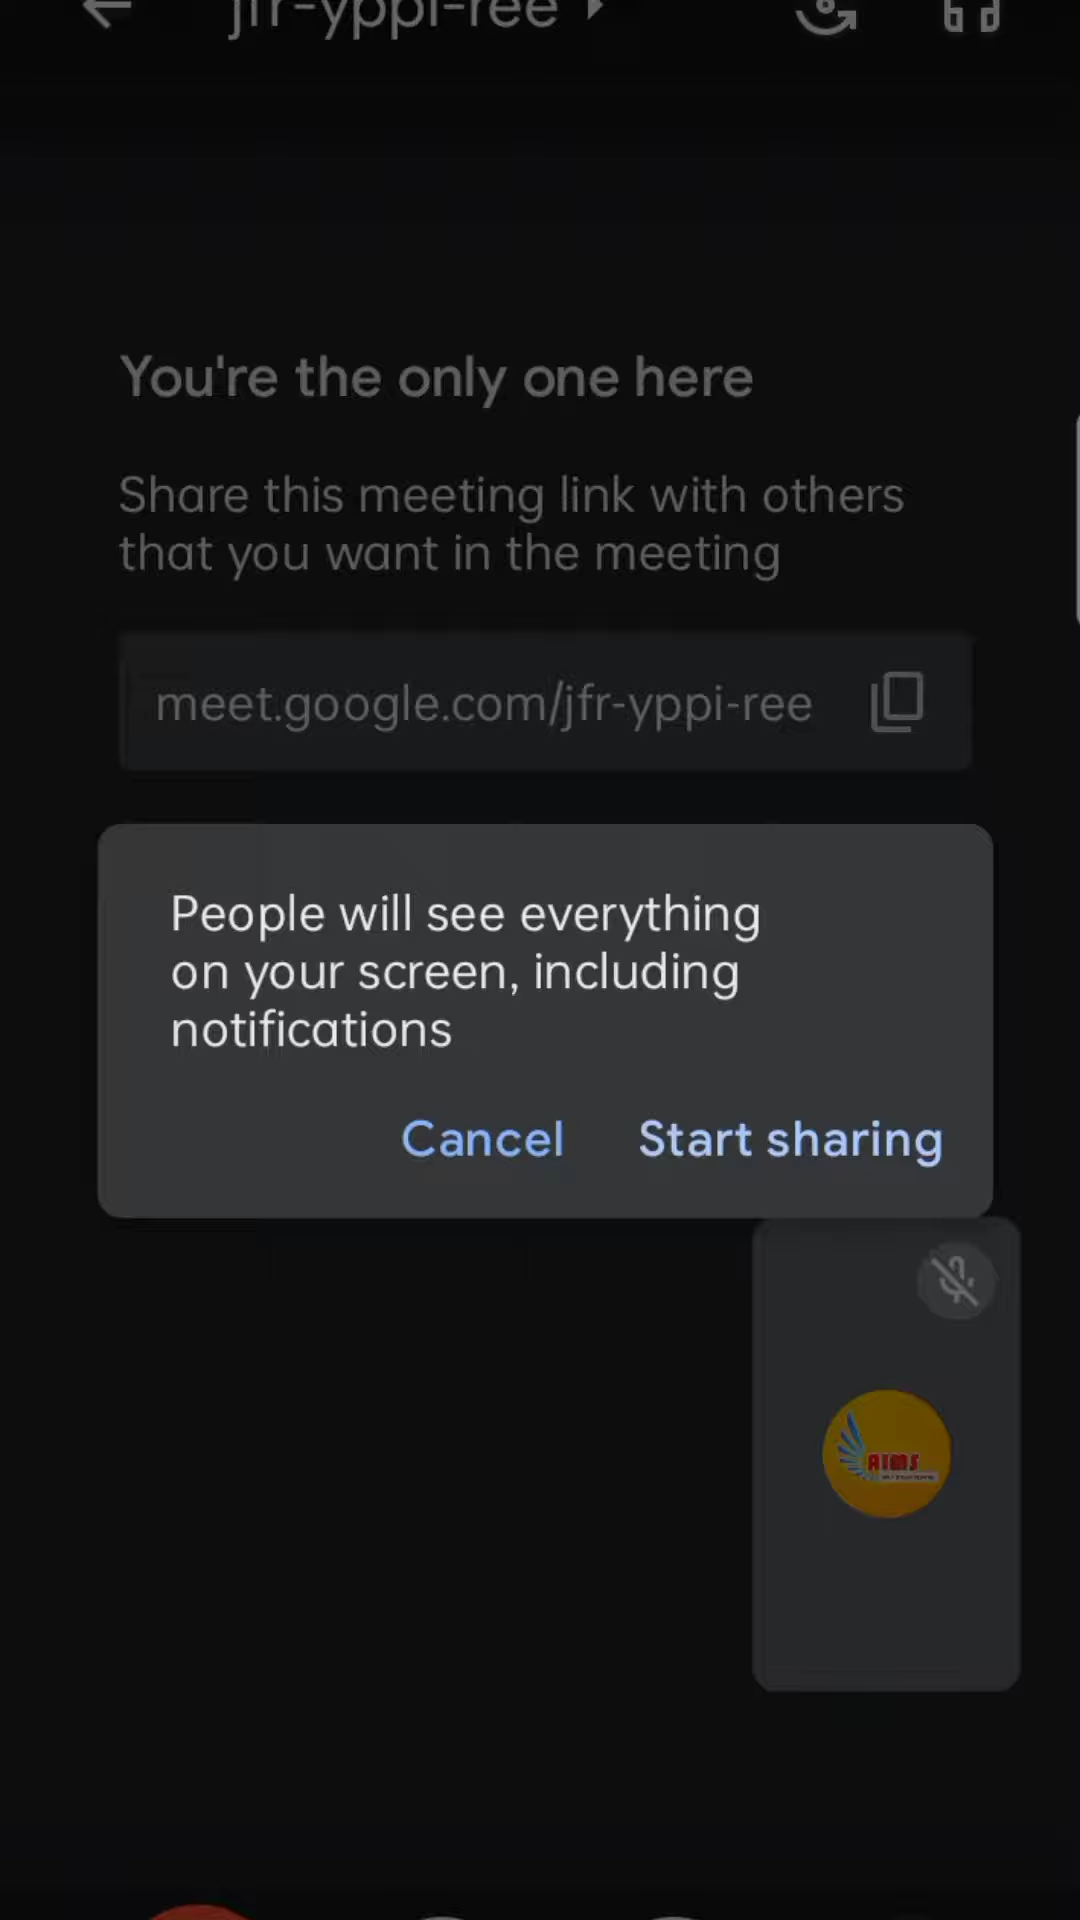 jfr-yppi-ree
You're the only one here
Share this meeting link with others
that you want in the meeting
meet.google.com/jfr-yppi-ree
People will see everything
on your screen, including
notifications
Cancel Start sharing
AIMS